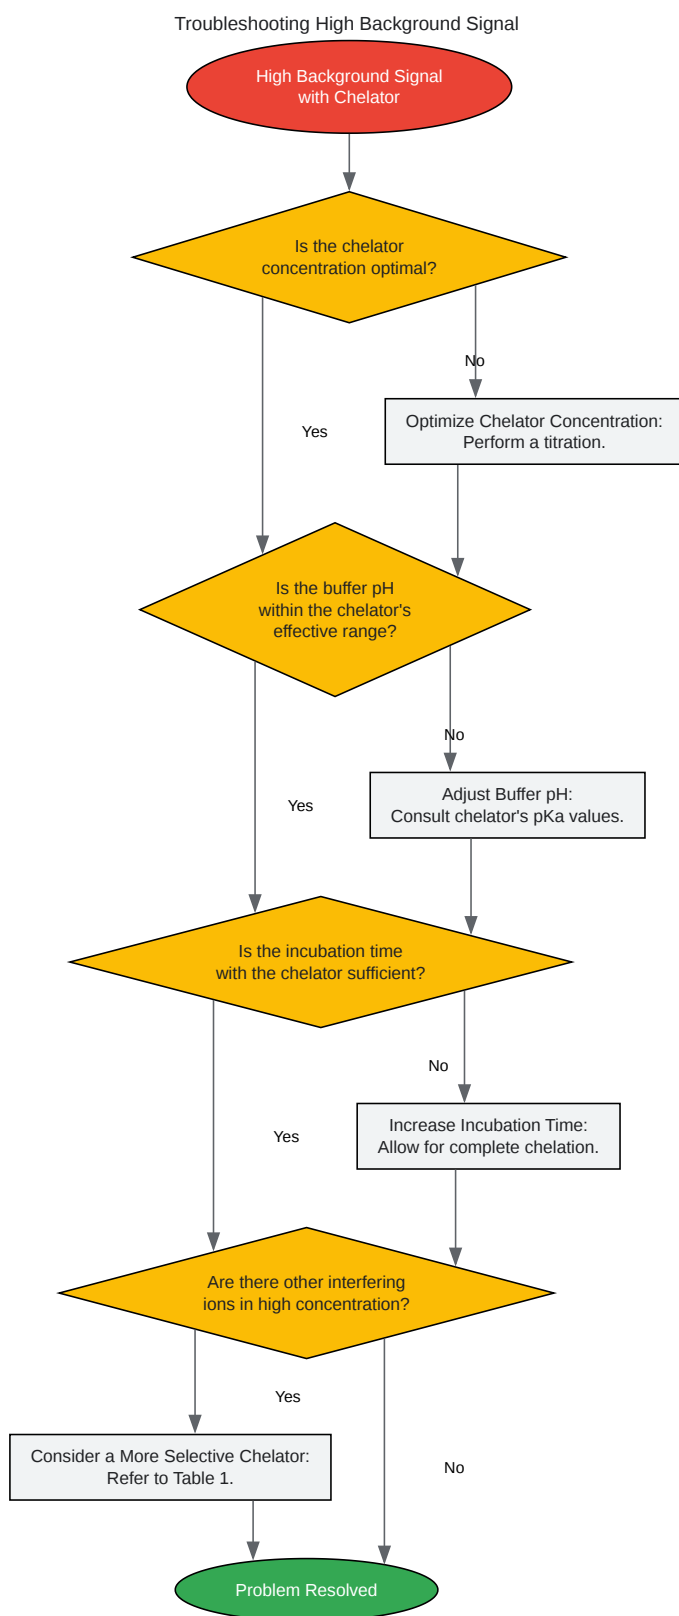 Troubleshooting High Background Signal
High Background Signal
with Chelator
Is the chelator
concentration optimal?
No
Optimize Chelator Concentration:
Perform a titration.
Yes
Is the buffer pH
within the chelator's
effective range?
No
Adjust Buffer pH:
Consult chelator's pKa values.
Yes
Is the incubation time
with the chelator sufficient?
No
Increase Incubation Time:
Allow for complete chelation.
Yes
Are there other interfering
ions in high concentration?
Yes
Consider a More Selective Chelator:
Refer to Table 1.
No
Problem Resolved